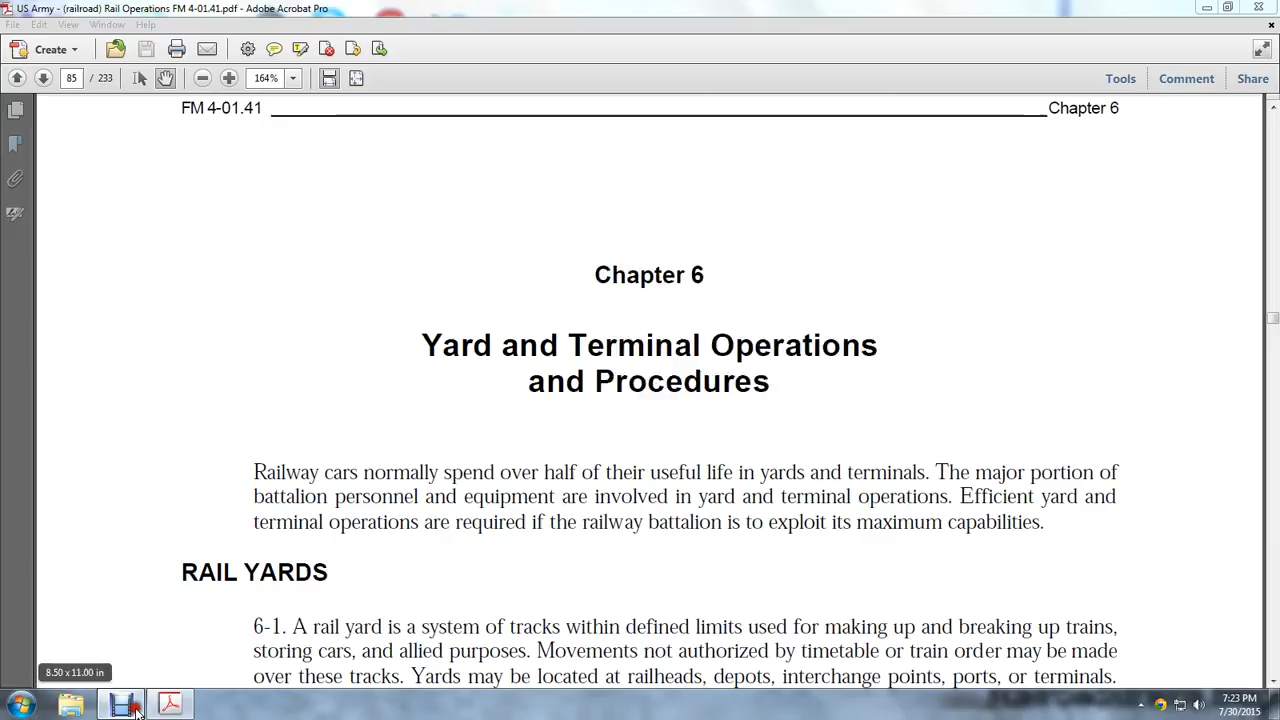 US Army - (railroad) Rail Operations FM 4-01.41.pdf - Adobe Acrobat Pro
File Edit View Window Help
Create
85 / 233 164% Tools Comment Share
FM 4-01.41 Chapter 6
Chapter 6
Yard and Terminal Operations
and Procedures
Railway cars normally spend over half of their useful life in yards and terminals. The major portion of
battalion personnel and equipment are involved in yard and terminal operations. Efficient yard and
terminal operations are required if the railway battalion is to exploit its maximum capabilities.
RAIL YARDS
6-1. A rail yard is a system of tracks within defined limits used for making up and breaking up trains,
storing cars, and allied purposes. Movements not authorized by timetable or train order may be made
over these tracks. Yards may be located at railheads, depots, interchange points, ports, or terminals.
8.50 x 11.00 in
7:23 PM
7/30/2015